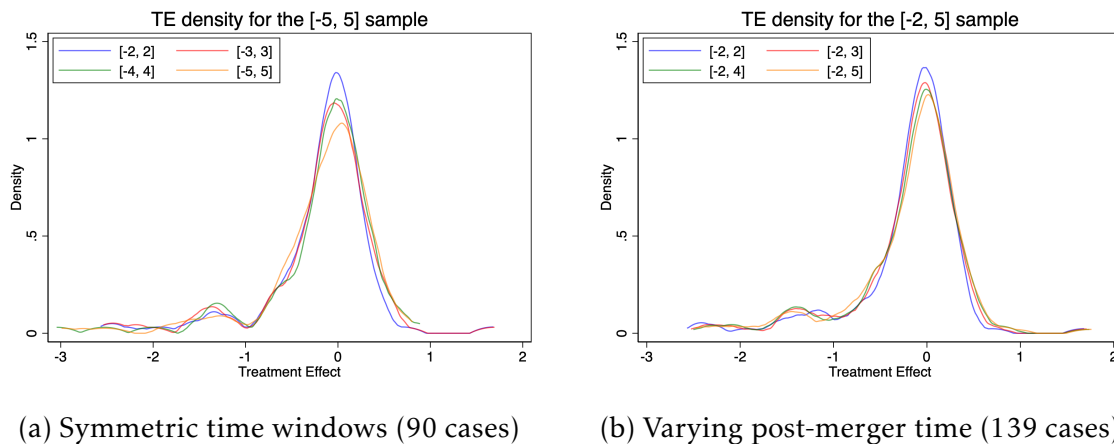 TE density for the [-5, 5] sample
1.5
1
.5
0
Density
[-2, 2] [-3, 3]
[-4, 4] [-5, 5]
-3 -2 -1 0 1 2
Treatment Effect
(a) Symmetric time windows (90 cases)
TE density for the [-2, 5] sample
1.5
1
.5
0
Density
[-2, 2] [-2, 3]
[-2, 4] [-2, 5]
-3 -2 -1 0 1 2
Treatment Effect
(b) Varying post-merger time (139 cases)